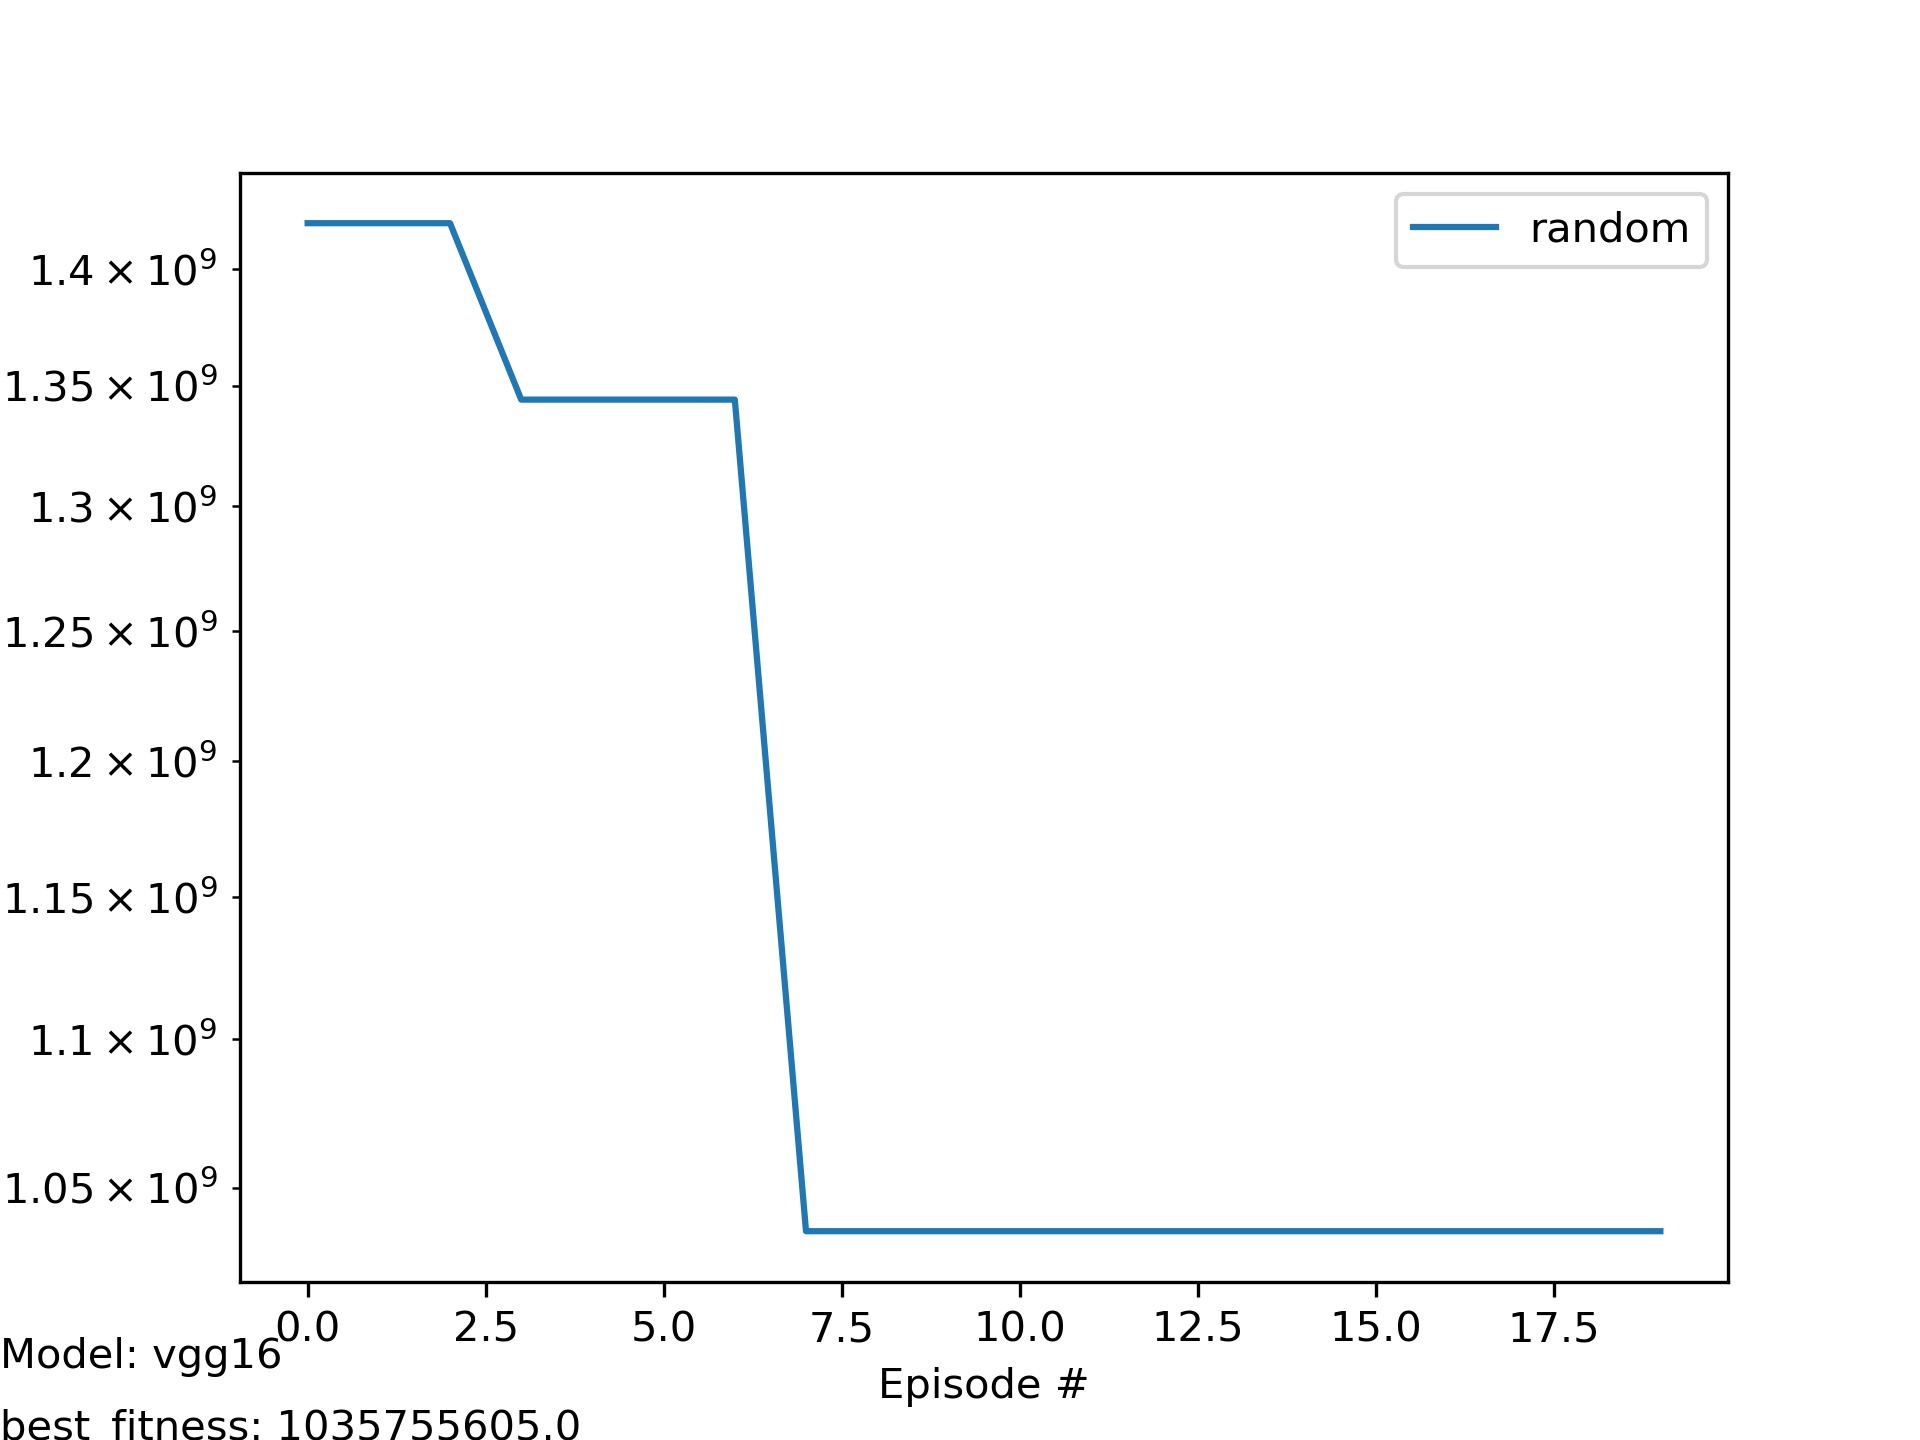 random
1.4 × 10⁹
1.35 × 10⁹
1.3 × 10⁹
1.25 × 10⁹
1.2 × 10⁹
1.15 × 10⁹
1.1 × 10⁹
1.05 × 10⁹
0.0 2.5 5.0 7.5 10.0 12.5 15.0 17.5
Episode #
Model: vgg16
best_fitness: 1035755605.0